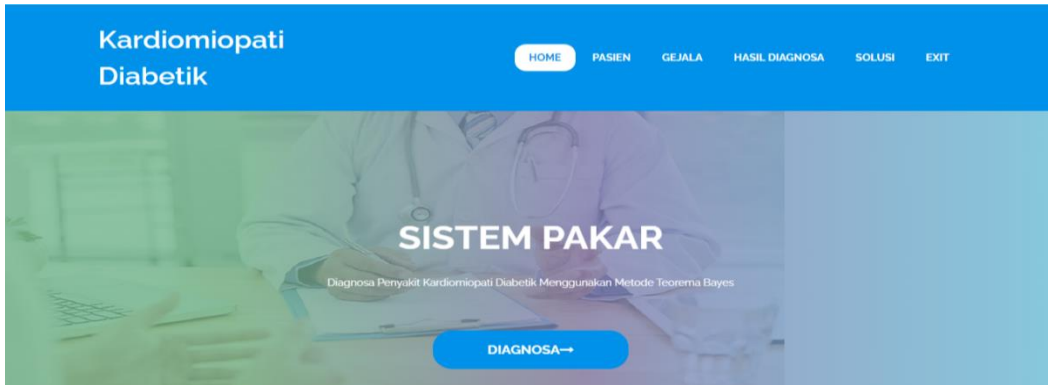 Kardiomiopati
Diabetik
HOME PASIEN GEJALA HASIL DIAGNOSA SOLUSI EXIT
SISTEM PAKAR
Diagnosa Penyakit Kardiomiopati Diabetik Menggunakan Metode Teorema Bayes
DIAGNOSA→